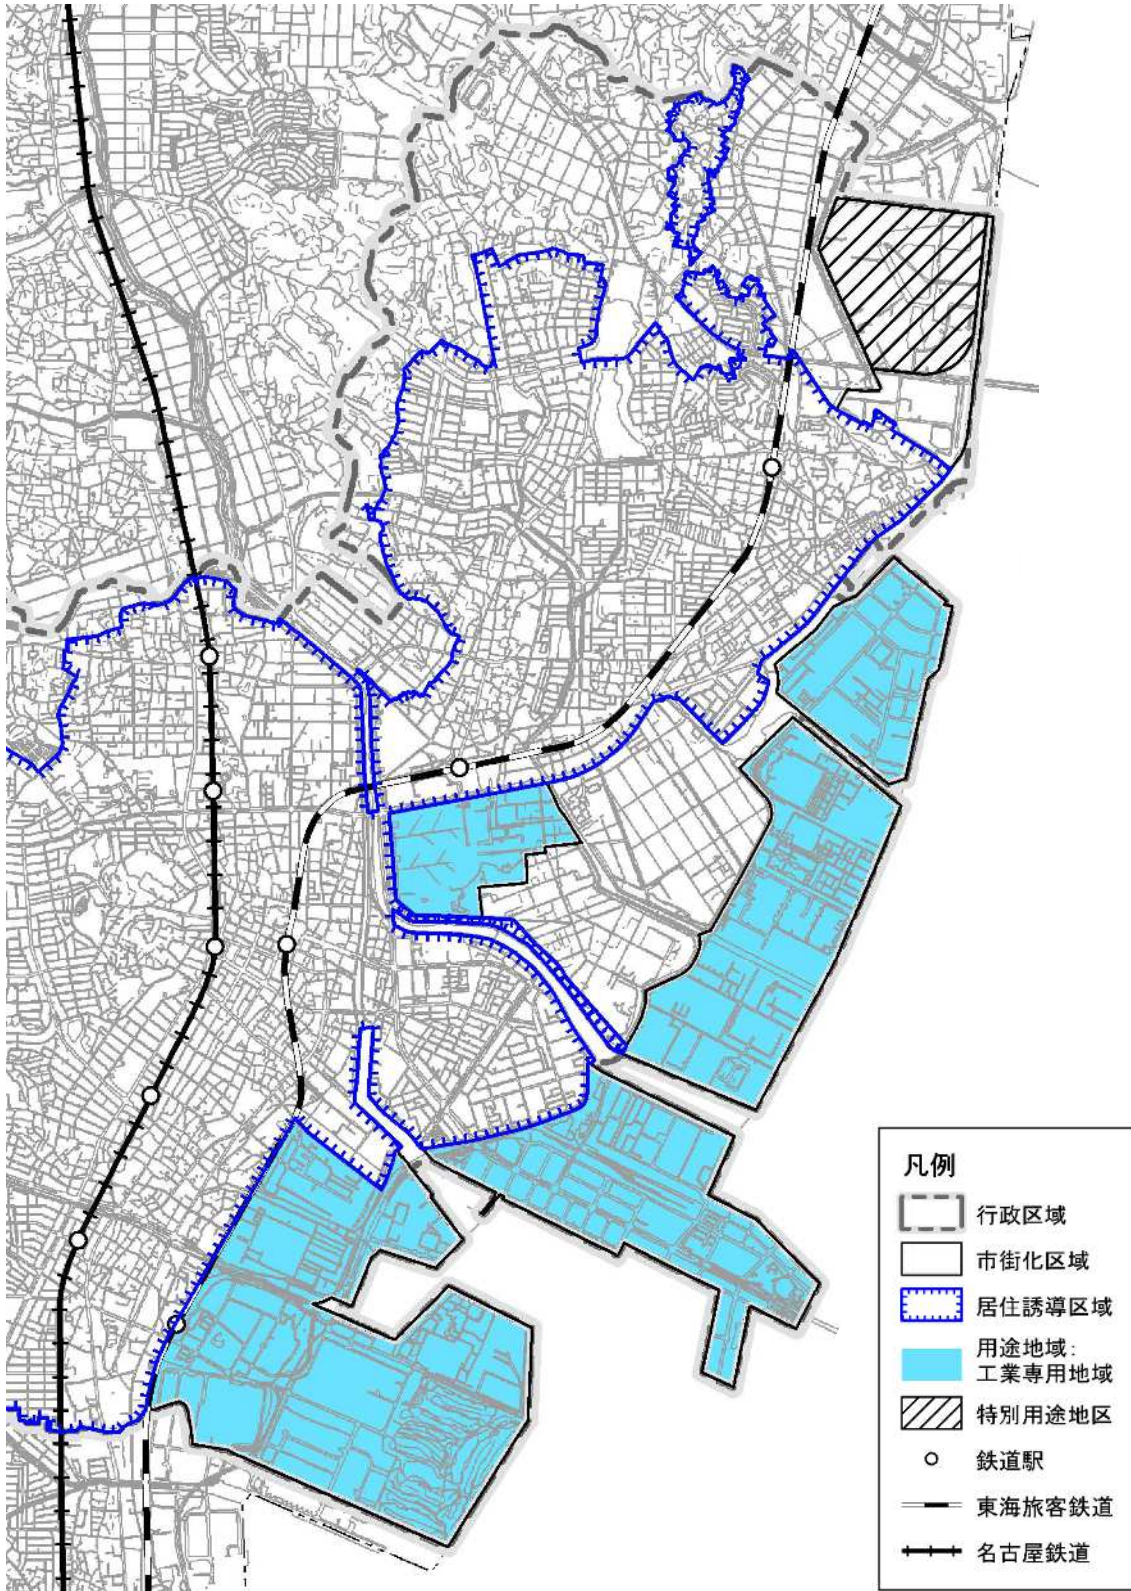 凡例
行政区域
市街化区域
居住誘導区域
用途地域:
工業専用地域
特別用途地区
鉄道駅
東海旅客鉄道
名古屋鉄道